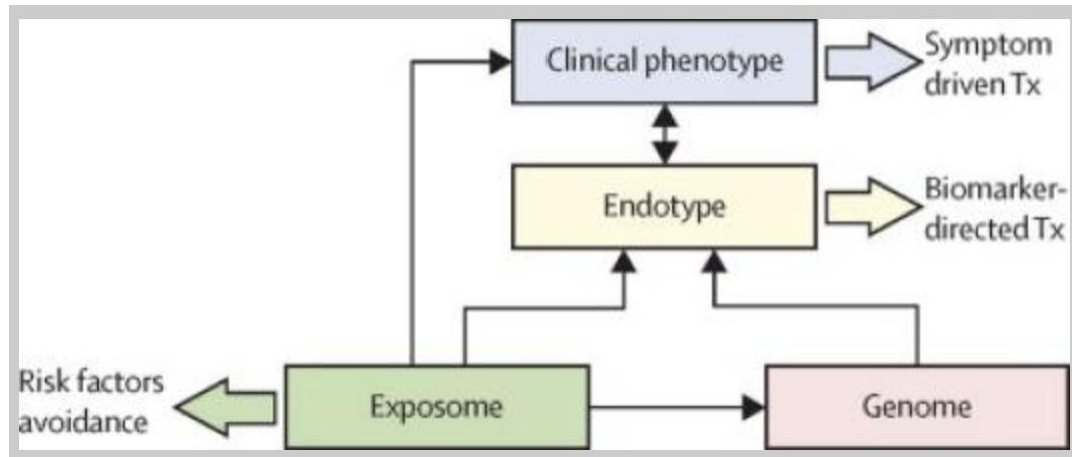 Clinical phenotype
Symptom
driven Tx
Endotype
Biomarker-
directed Tx
Risk factors
avoidance
Exposome
Genome